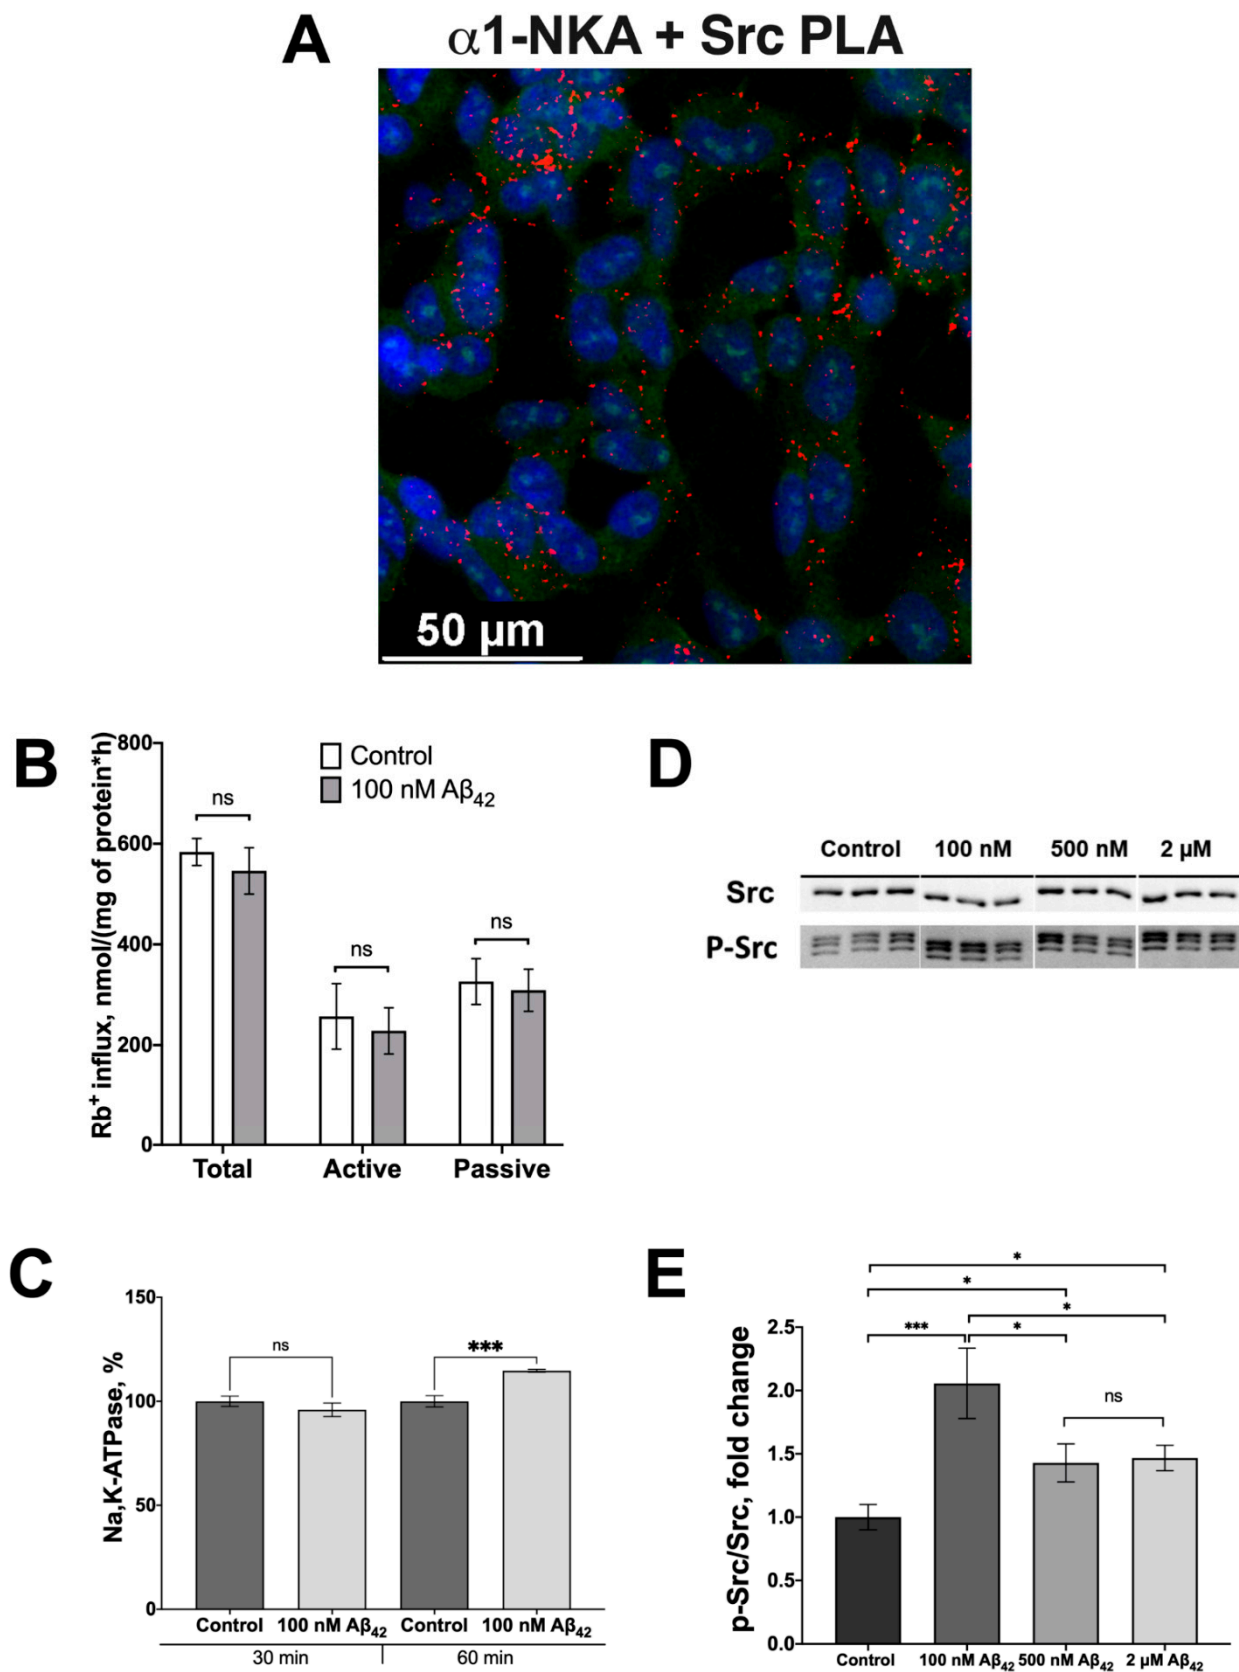 A
α1-NKA + Src PLA
50 µm
B
Rb⁺ influx, nmol/(mg of protein*h)
800
600
400
200
0
Control
100 nM Aβ₄₂
ns
ns
ns
Total Active Passive
D
Control 100 nM 500 nM 2 µM
Src
P-Src
C
Na,K-ATPase, %
150
100
50
0
ns
***
Control 100 nM Aβ₄₂ Control 100 nM Aβ₄₂
30 min 60 min
E
p-Src/Src, fold change
2.5
2.0
1.5
1.0
0.5
0.0
*
*
*
***
*
ns
Control 100 nM Aβ₄₂ 500 nM Aβ₄₂ 2 µM Aβ₄₂